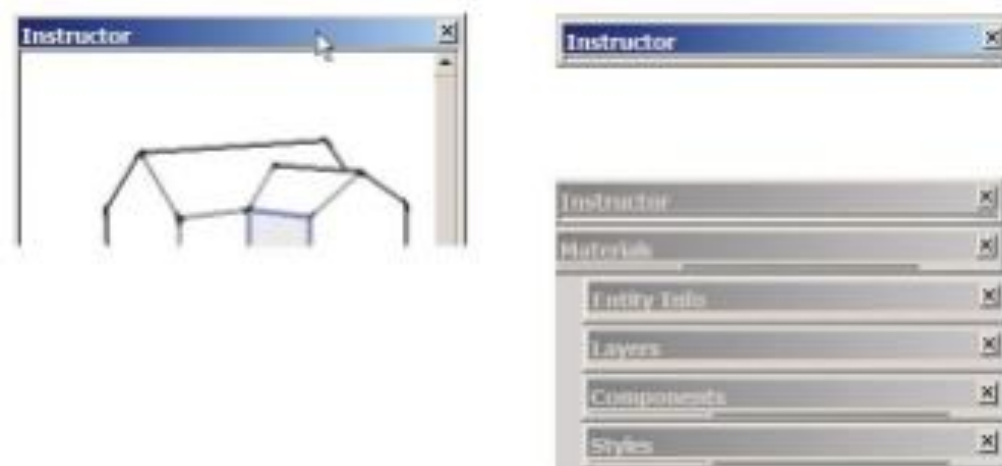 Instructor
Instructor
Instructor
Materials
Entity Info
Layers
Components
Styles